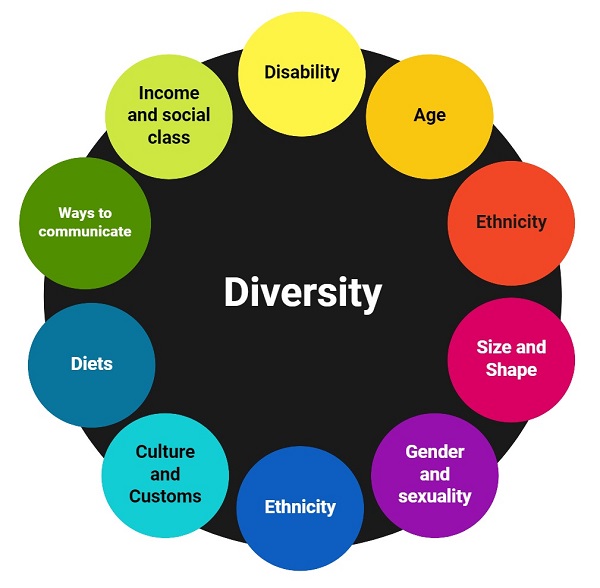 Disability
Age
Ethnicity
Size and
Shape
Gender
and
sexuality
Ethnicity
Culture
and
Customs
Diets
Ways to
communicate
Income
and social
class
Diversity